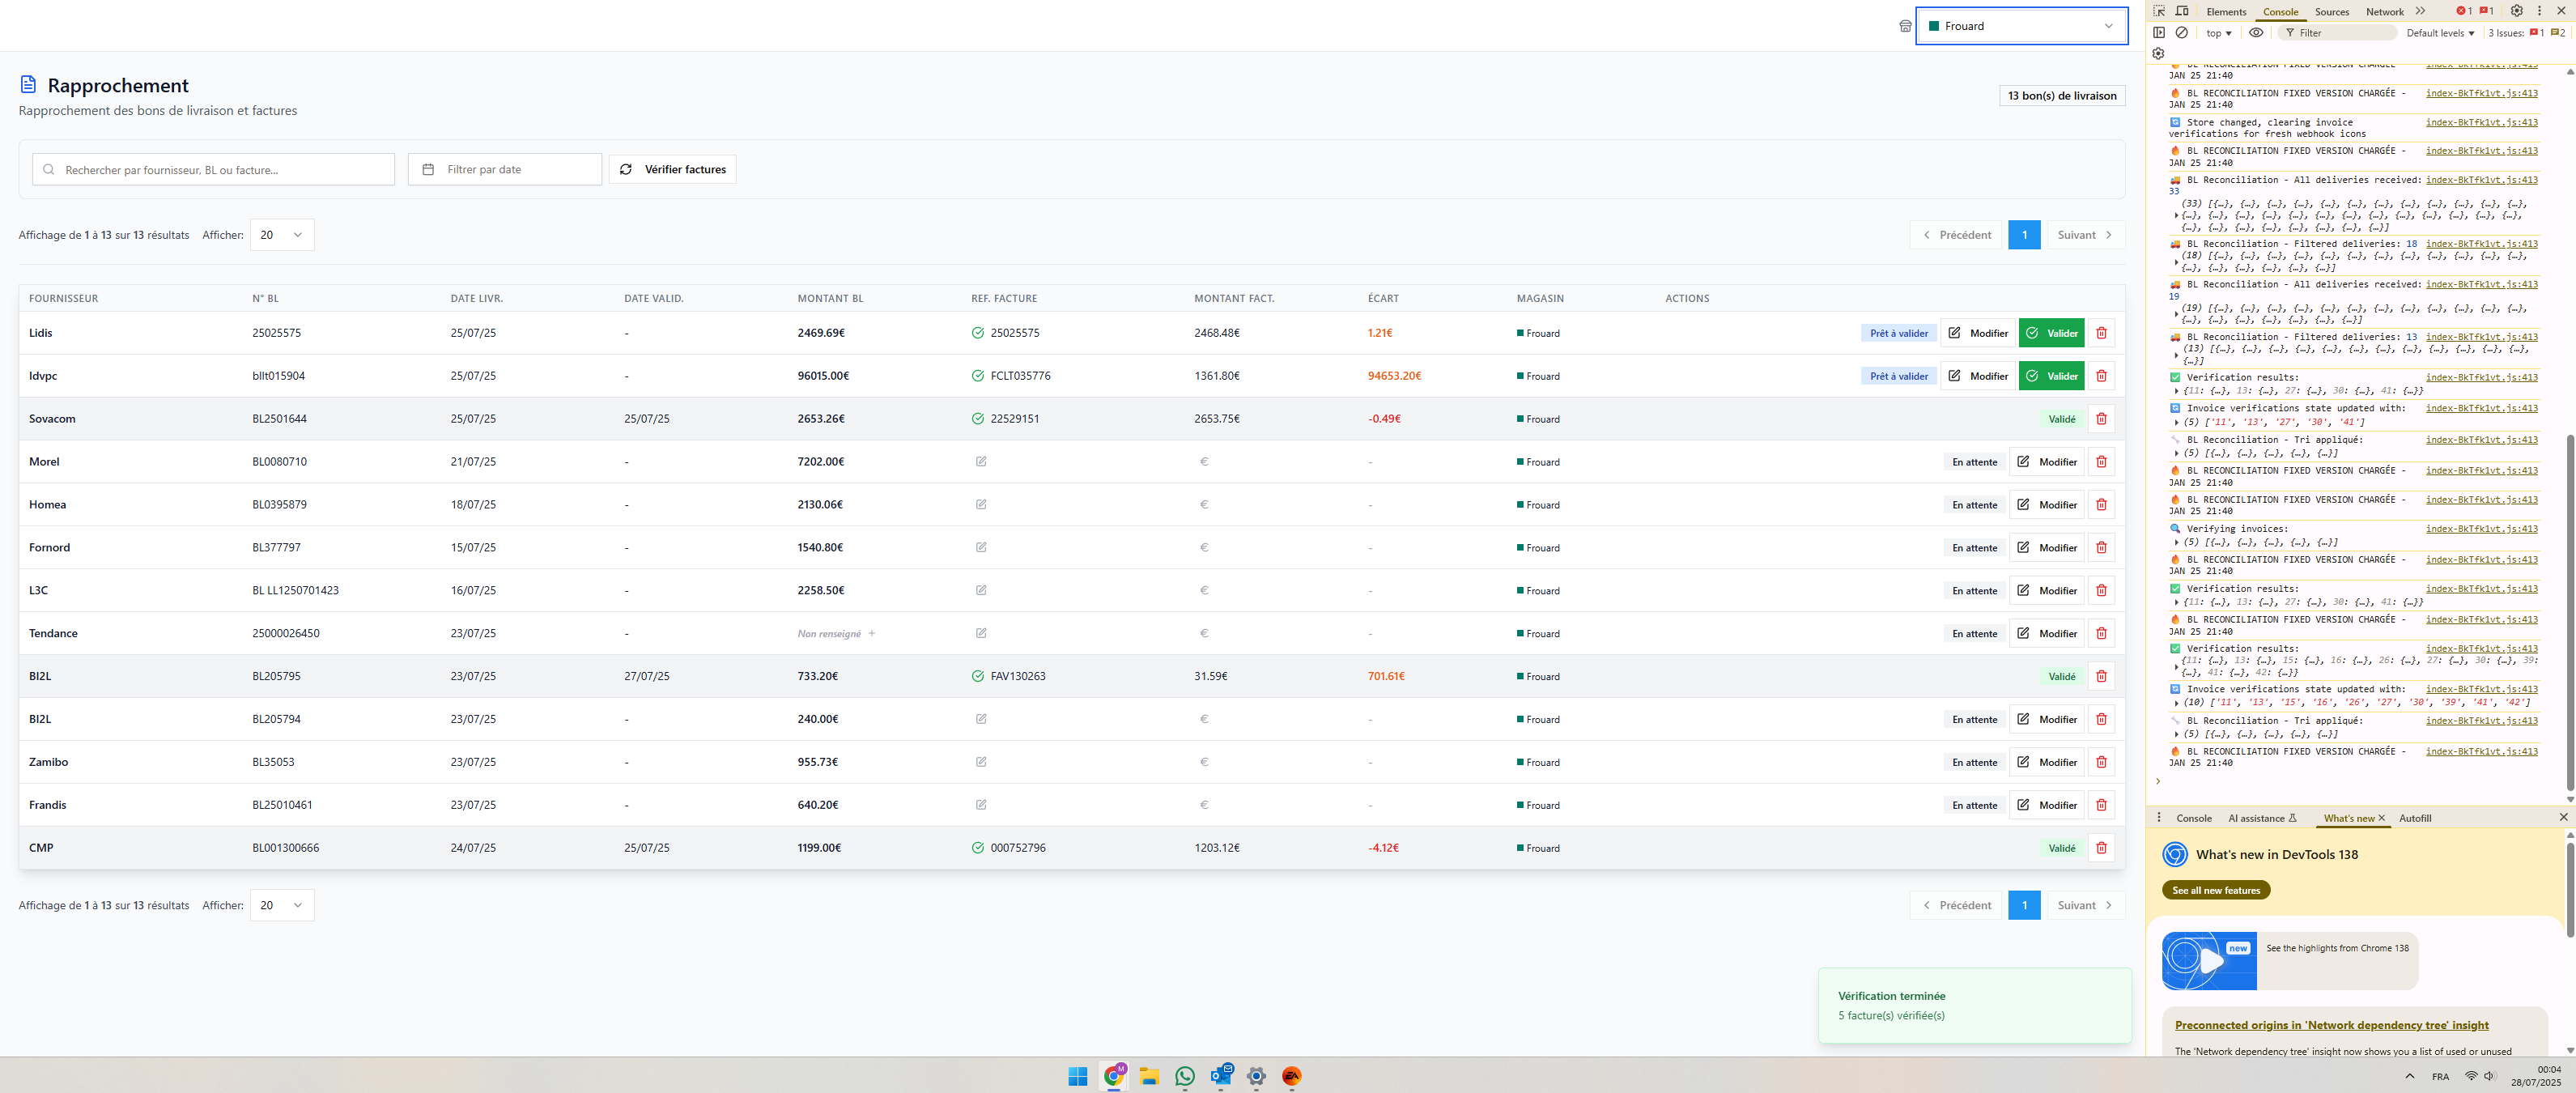 Frouard
Rapprochement
Rapprochement des bons de livraison et factures
13 bon(s) de livraison
Rechercher par fournisseur, BL ou facture... Filtrer par date Vérifier factures
Affichage de 1 à 13 sur 13 résultats Afficher: 20 Précédent 1 Suivant
FOURNISSEUR N° BL DATE LIVR. DATE VALID. MONTANT BL REF. FACTURE MONTANT FACT. ÉCART MAGASIN ACTIONS
Lidis 25025575 25/07/25 - 2469.69€ 25025575 2468.48€ 1.21€ Frouard Prêt à valider Modifier Valider
Idvpc bllt015904 25/07/25 - 96015.00€ FCLT035776 1361.80€ 94653.20€ Frouard Prêt à valider Modifier Valider
Sovacom BL2501644 25/07/25 25/07/25 2653.26€ 22529151 2653.75€ -0.49€ Frouard Validé
Morel BL0080710 21/07/25 - 7202.00€ € - Frouard En attente Modifier
Homea BL0395879 18/07/25 - 2130.06€ € - Frouard En attente Modifier
Fornord BL377797 15/07/25 - 1540.80€ € - Frouard En attente Modifier
L3C BL LL1250701423 16/07/25 - 2258.50€ € - Frouard En attente Modifier
Tendance 25000026450 23/07/25 - Non renseigné + € - Frouard En attente Modifier
BI2L BL205795 23/07/25 27/07/25 733.20€ FAV130263 31.59€ 701.61€ Frouard Validé
BI2L BL205794 23/07/25 - 240.00€ € - Frouard En attente Modifier
Zamibo BL35053 23/07/25 - 955.73€ € - Frouard En attente Modifier
Frandis BL25010461 23/07/25 - 640.20€ € - Frouard En attente Modifier
CMP BL001300666 24/07/25 25/07/25 1199.00€ 000752796 1203.12€ -4.12€ Frouard Validé
Affichage de 1 à 13 sur 13 résultats Afficher: 20 Précédent 1 Suivant
Vérification terminée
5 facture(s) vérifiée(s)
Elements Console Sources Network 1 1
top Filter Default levels 3 Issues: 1 2
BL RECONCILIATION FIXED VERSION CHARGÉE - index-BkTfk1vt.js:413
JAN 25 21:40
BL RECONCILIATION FIXED VERSION CHARGÉE - index-BkTfk1vt.js:413
JAN 25 21:40
Store changed, clearing invoice index-BkTfk1vt.js:413
verifications for fresh webhook icons
BL RECONCILIATION FIXED VERSION CHARGÉE - index-BkTfk1vt.js:413
JAN 25 21:40
BL Reconciliation - All deliveries received: index-BkTfk1vt.js:413
33
(33) [{…}, {…}, {…}, {…}, {…}, {…}, {…}, {…}, {…}, {…}, {…}, {…},
{…}, {…}, {…}, {…}, {…}, {…}, {…}, {…}, {…}, {…}, {…}, {…}, {…},
{…}, {…}, {…}, {…}, {…}, {…}, {…}, {…}]
BL Reconciliation - Filtered deliveries: 18 index-BkTfk1vt.js:413
(18) [{…}, {…}, {…}, {…}, {…}, {…}, {…}, {…}, {…}, {…}, {…}, {…},
{…}, {…}, {…}, {…}, {…}, {…}]
BL Reconciliation - All deliveries received: index-BkTfk1vt.js:413
19
(19) [{…}, {…}, {…}, {…}, {…}, {…}, {…}, {…}, {…}, {…}, {…}, {…},
{…}, {…}, {…}, {…}, {…}, {…}, {…}]
BL Reconciliation - Filtered deliveries: 13 index-BkTfk1vt.js:413
(13) [{…}, {…}, {…}, {…}, {…}, {…}, {…}, {…}, {…}, {…}, {…}, {…},
{…}]
Verification results: index-BkTfk1vt.js:413
{11: {…}, 13: {…}, 27: {…}, 30: {…}, 41: {…}}
Invoice verifications state updated with: index-BkTfk1vt.js:413
(5) ['11', '13', '27', '30', '41']
BL Reconciliation - Tri appliqué: index-BkTfk1vt.js:413
(5) [{…}, {…}, {…}, {…}, {…}]
BL RECONCILIATION FIXED VERSION CHARGÉE - index-BkTfk1vt.js:413
JAN 25 21:40
BL RECONCILIATION FIXED VERSION CHARGÉE - index-BkTfk1vt.js:413
JAN 25 21:40
Verifying invoices: index-BkTfk1vt.js:413
(5) [{…}, {…}, {…}, {…}, {…}]
BL RECONCILIATION FIXED VERSION CHARGÉE - index-BkTfk1vt.js:413
JAN 25 21:40
Verification results: index-BkTfk1vt.js:413
{11: {…}, 13: {…}, 27: {…}, 30: {…}, 41: {…}}
BL RECONCILIATION FIXED VERSION CHARGÉE - index-BkTfk1vt.js:413
JAN 25 21:40
Verification results: index-BkTfk1vt.js:413
{11: {…}, 13: {…}, 15: {…}, 16: {…}, 26: {…}, 27: {…}, 30: {…}, 39:
{…}, 41: {…}, 42: {…}}
Invoice verifications state updated with: index-BkTfk1vt.js:413
(10) ['11', '13', '15', '16', '26', '27', '30', '39', '41', '42']
BL Reconciliation - Tri appliqué: index-BkTfk1vt.js:413
(5) [{…}, {…}, {…}, {…}, {…}]
BL RECONCILIATION FIXED VERSION CHARGÉE - index-BkTfk1vt.js:413
JAN 25 21:40
Console AI assistance What's new Autofill
What's new in DevTools 138
See all new features
new
See the highlights from Chrome 138
Preconnected origins in 'Network dependency tree' insight
The 'Network dependency tree' insight now shows you a list of used or unused
M
EA
FRA
00:04
28/07/2025